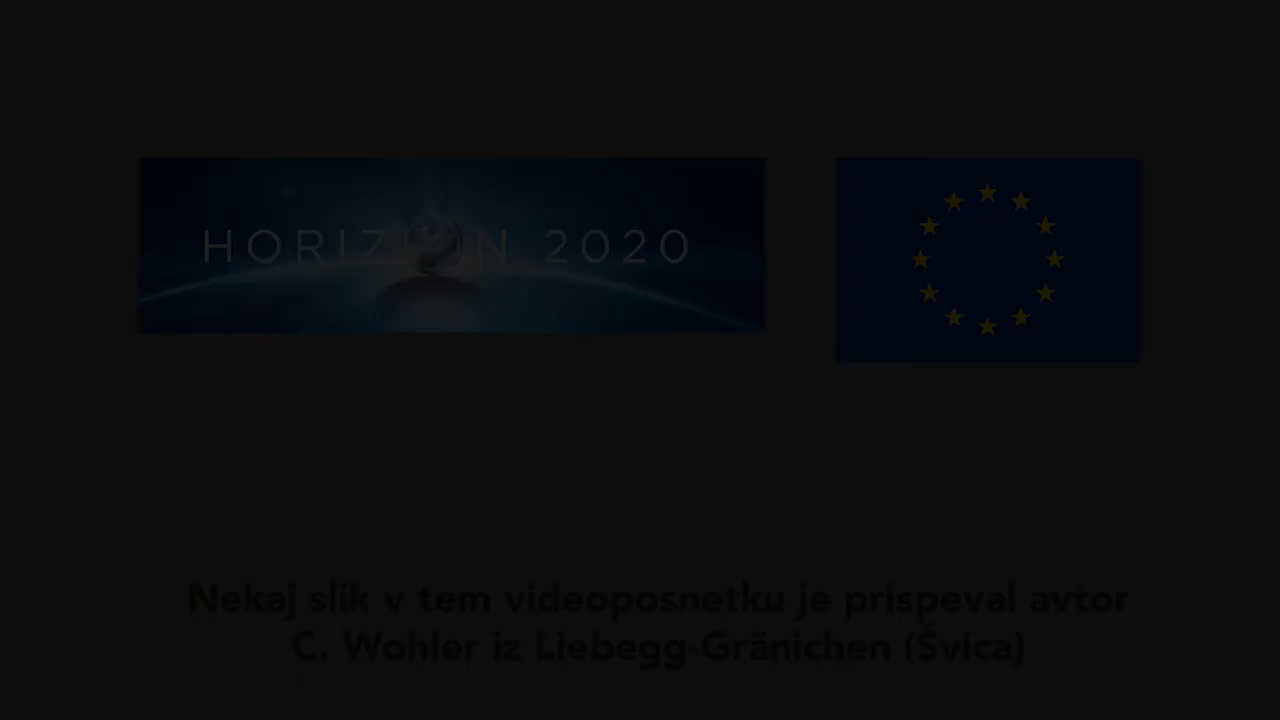 HORIZON 2020
Nekaj slik v tem videoposnetku je prispeval avtor
C. Wohler iz Liebegg-Gränichen (Švica)